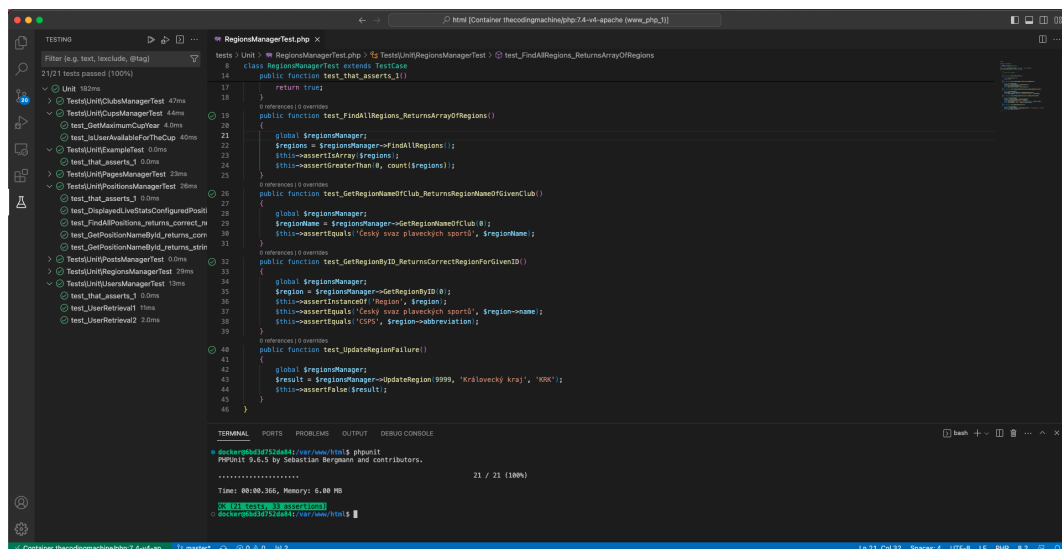 html [Container thecodingmachine/php:7.4-v4-apache (www_php_1)]
TESTING
Filter (e.g. text, !exclude, @tag)
21/21 tests passed (100%)
Unit 182ms
Tests\Unit\ClubsManagerTest 47ms
Tests\Unit\CupsManagerTest 44ms
test_GetMaximumCupYear 4.0ms
test_IsUserAvailableForTheCup 40ms
Tests\Unit\ExampleTest 0.0ms
test_that_asserts_1 0.0ms
Tests\Unit\PagesManagerTest 23ms
Tests\Unit\PositionsManagerTest 26ms
test_that_asserts_1 0.0ms
test_DisplayedLiveStatsConfiguredPositi
test_FindAllPositions_returns_correct_n
test_GetPositionNameById_returns_corr
test_GetPositionNameById_returns_strin
Tests\Unit\PostsManagerTest 0.0ms
Tests\Unit\RegionsManagerTest 29ms
Tests\Unit\UsersManagerTest 13ms
test_that_asserts_1 0.0ms
test_UserRetrieval1 11ms
test_UserRetrieval2 2.0ms
20
RegionsManagerTest.php
tests > Unit > RegionsManagerTest.php > Tests\Unit\RegionsManagerTest > test_FindAllRegions_ReturnsArrayOfRegions
8 class RegionsManagerTest extends TestCase
14 public function test_that_asserts_1()
17 return true;
18 }
0 references | 0 overrides
19 public function test_FindAllRegions_ReturnsArrayOfRegions()
20 {
21 global $regionsManager;
22 $regions = $regionsManager->FindAllRegions();
23 $this->assertIsArray($regions);
24 $this->assertGreaterThan(0, count($regions));
25 }
0 references | 0 overrides
26 public function test_GetRegionNameOfClub_ReturnsRegionNameOfGivenClub()
27 {
28 global $regionsManager;
29 $regionName = $regionsManager->GetRegionNameOfClub(0);
30 $this->assertEquals('Český svaz plaveckých sportů', $regionName);
31 }
0 references | 0 overrides
32 public function test_GetRegionByID_ReturnsCorrectRegionForGivenID()
33 {
34 global $regionsManager;
35 $region = $regionsManager->GetRegionByID(0);
36 $this->assertInstanceOf('Region', $region);
37 $this->assertEquals('Český svaz plaveckých sportů', $region->name);
38 $this->assertEquals('CSPS', $region->abbreviation);
39 }
0 references | 0 overrides
40 public function test_UpdateRegionFailure()
41 {
42 global $regionsManager;
43 $result = $regionsManager->UpdateRegion(9999, 'Královecký kraj', 'KRK');
44 $this->assertFalse($result);
45 }
46 }
TERMINAL PORTS PROBLEMS OUTPUT DEBUG CONSOLE
bash
docker@6bd3d752da84:/var/www/html$ phpunit
PHPUnit 9.6.5 by Sebastian Bergmann and contributors.
..................... 21 / 21 (100%)
Time: 00:00.366, Memory: 6.00 MB
OK (21 tests, 33 assertions)
docker@6bd3d752da84:/var/www/html$
Container thecodingmachine/php:7.4-v4-ap master* 0 0 2 Ln 21, Col 32 Spaces: 4 UTF-8 LF PHP 8.2